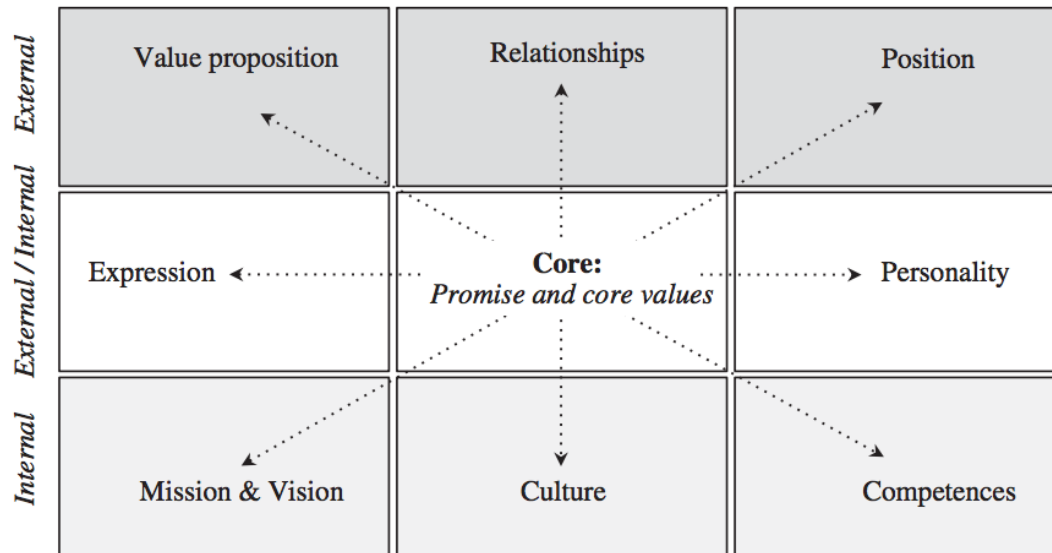 External
Value proposition
Relationships
Position
External / Internal
Expression
Core:
Promise and core values
Personality
Internal
Mission & Vision
Culture
Competences